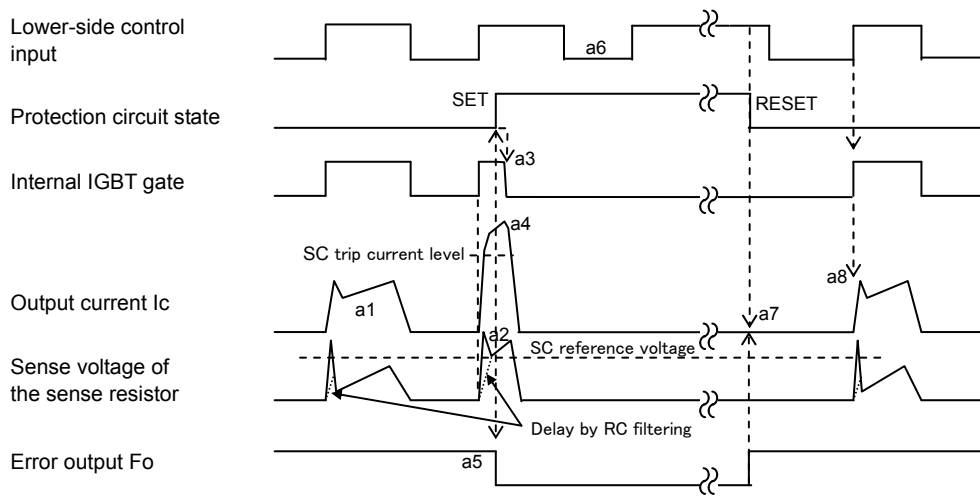 Lower-side control
input
a6
SET
RESET
Protection circuit state
a3
Internal IGBT gate
a4
SC trip current level
a8
Output current Ic
a1
a7
a2
SC reference voltage
Sense voltage of
the sense resistor
Delay by RC filtering
Error output Fo
a5